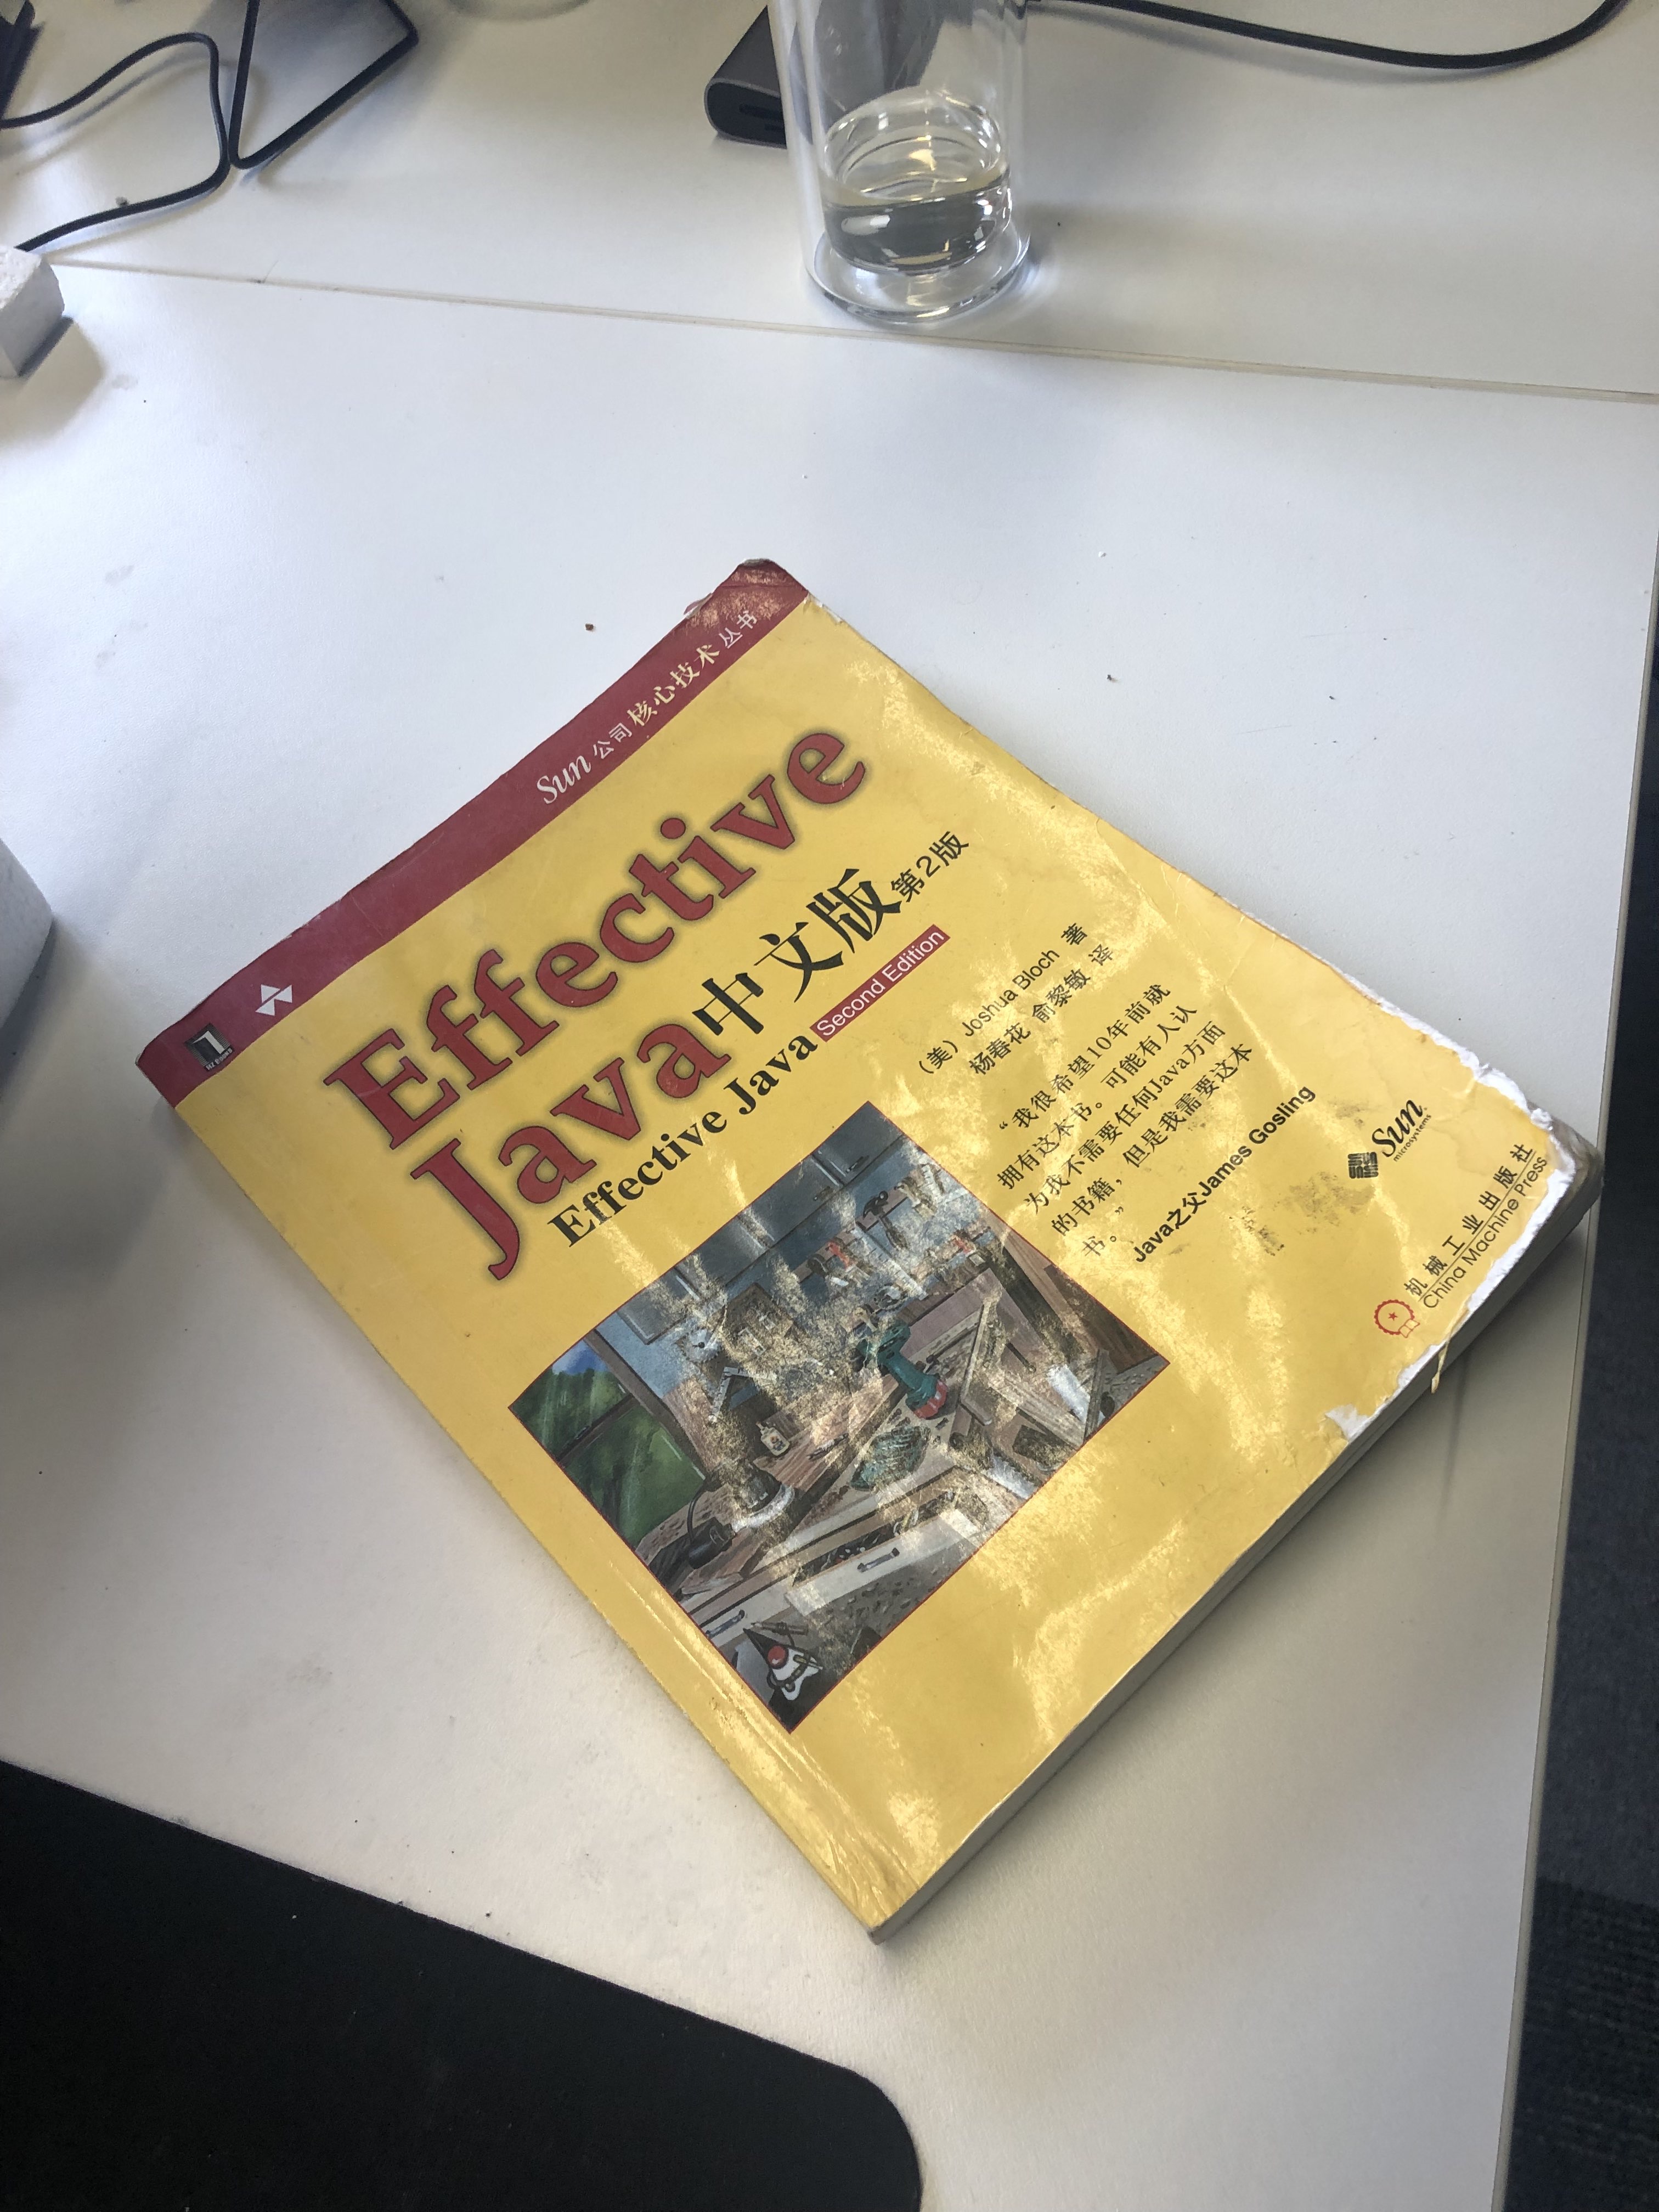 Sun 公司核心技术丛书
Effective
Java中文版 第2版
Effective Java Second Edition
（美）Joshua Bloch 著
杨春花 俞黎敏 译
“我很希望10年前就
拥有这本书。可能有人认
为我不需要任何Java方面
的书籍，但是我需要这本
书。”
Java之父James Gosling
Sun
microsystems
机械工业出版社
China Machine Press